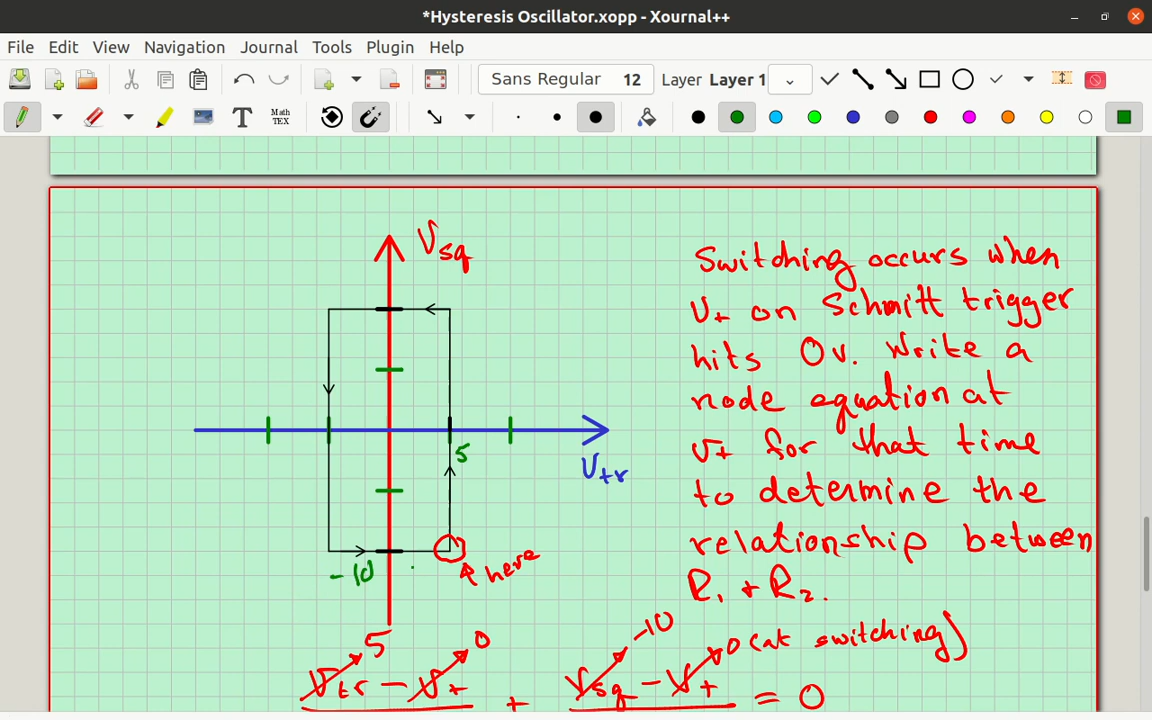 *Hysteresis Oscillator.xopp - Xournal++
File Edit View Navigation Journal Tools Plugin Help
Sans Regular 12 Layer Layer 1
T Math TEX
Vsq
5
Vtr
-10
here
Switching occurs when
V+ on Schmitt trigger
hits 0v. Write a
node equation at
V+ for that time
to determine the
relationship between
R1 + R2.
5 0 -10 0 (at switching)
Vtr - V+ + Vsq - V+ = 0